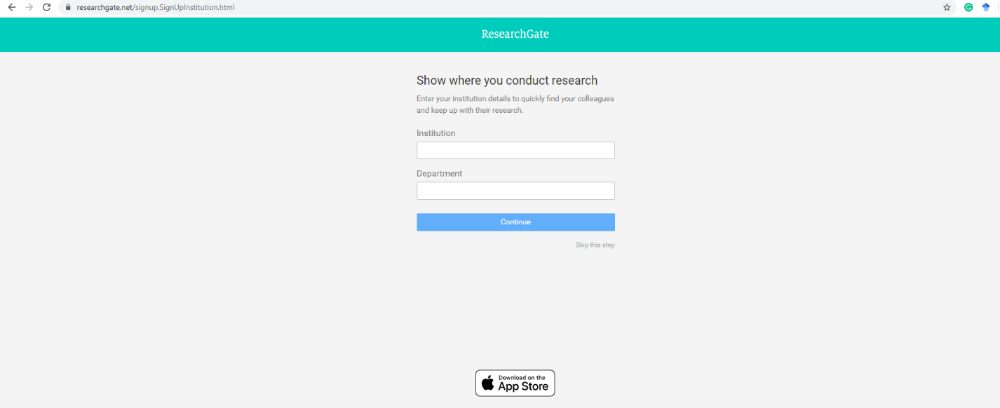 researchgate.net/signup.SignUpInstitution.html
ResearchGate
Show where you conduct research
Enter your institution details to quickly find your colleagues
and keep up with their research.
Institution
Department
Continue
Skip this step
Download on the
App Store